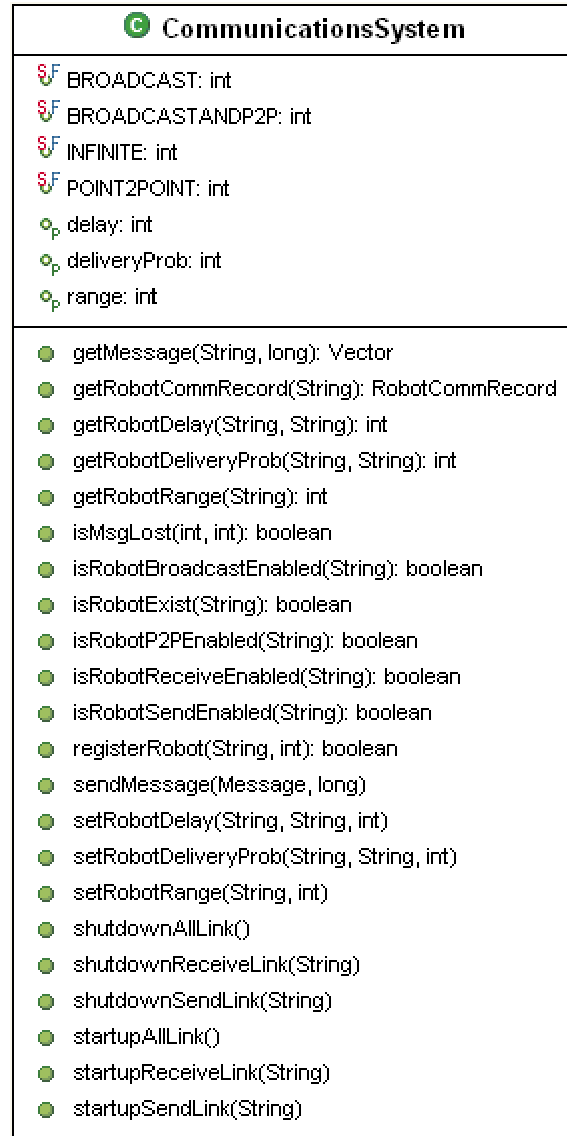 C CommunicationsSystem
S F BROADCAST: int
S F BROADCASTANDP2P: int
S F INFINITE: int
S F POINT2POINT: int
P delay: int
P deliveryProb: int
P range: int
getMessage(String, long): Vector
getRobotCommRecord(String): RobotCommRecord
getRobotDelay(String, String): int
getRobotDeliveryProb(String, String): int
getRobotRange(String): int
isMsgLost(int, int): boolean
isRobotBroadcastEnabled(String): boolean
isRobotExist(String): boolean
isRobotP2PEnabled(String): boolean
isRobotReceiveEnabled(String): boolean
isRobotSendEnabled(String): boolean
registerRobot(String, int): boolean
sendMessage(Message, long)
setRobotDelay(String, String, int)
setRobotDeliveryProb(String, String, int)
setRobotRange(String, int)
shutdownAllLink()
shutdownReceiveLink(String)
shutdownSendLink(String)
startupAllLink()
startupReceiveLink(String)
startupSendLink(String)